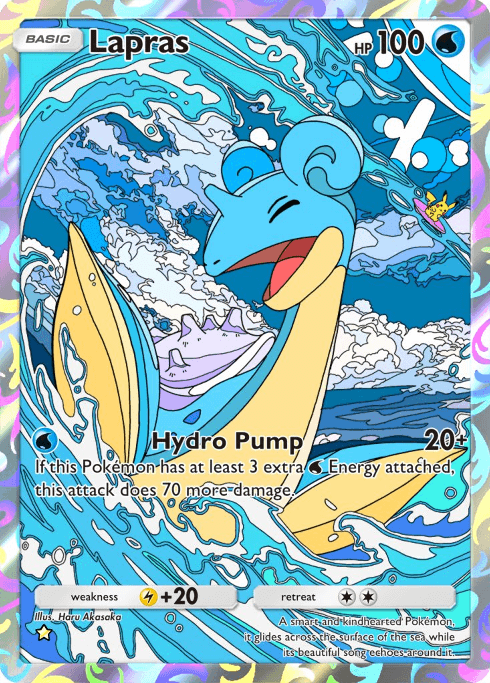 BASIC Lapras HP 100
Hydro Pump 20+
If this Pokémon has at least 3 extra Energy attached,
this attack does 70 more damage.
weakness +20 retreat
Illus. Haru Akasaka
A smart and kindhearted Pokémon,
it glides across the surface of the sea while
its beautiful song echoes around it.